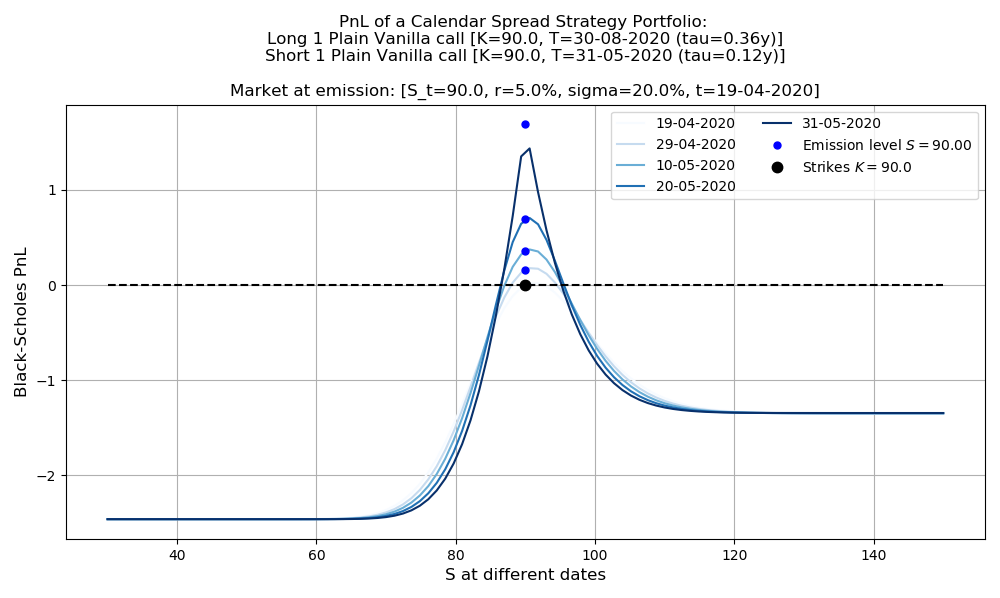 PnL of a Calendar Spread Strategy Portfolio:
Long 1 Plain Vanilla call [K=90.0, T=30-08-2020 (tau=0.36y)]
Short 1 Plain Vanilla call [K=90.0, T=31-05-2020 (tau=0.12y)]
Market at emission: [S_t=90.0, r=5.0%, sigma=20.0%, t=19-04-2020]
19-04-2020
29-04-2020
10-05-2020
20-05-2020
31-05-2020
Emission level S = 90.00
Strikes K = 90.0
Black-Scholes PnL
1
0
−1
−2
40 60 80 100 120 140
S at different dates